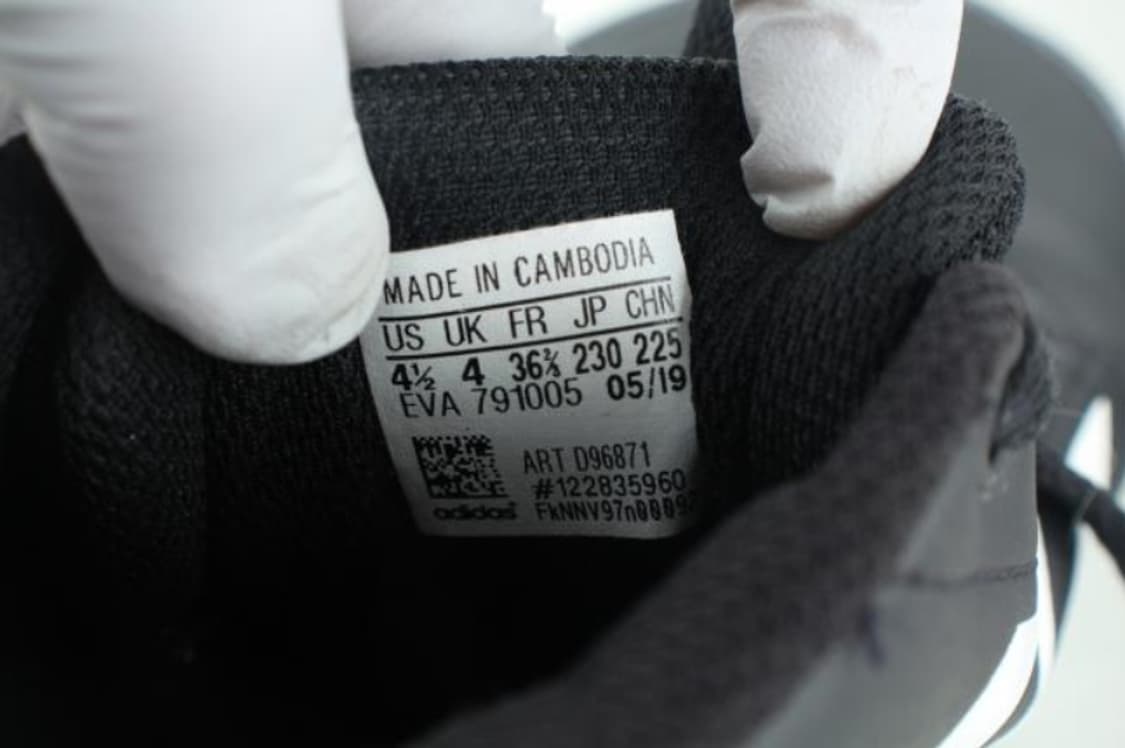 MADE IN CAMBODIA
US UK FR JP CHN
4½ 4 36⅔ 230 225
EVA 791005 05/19
ART D96871
#122835960
adidas